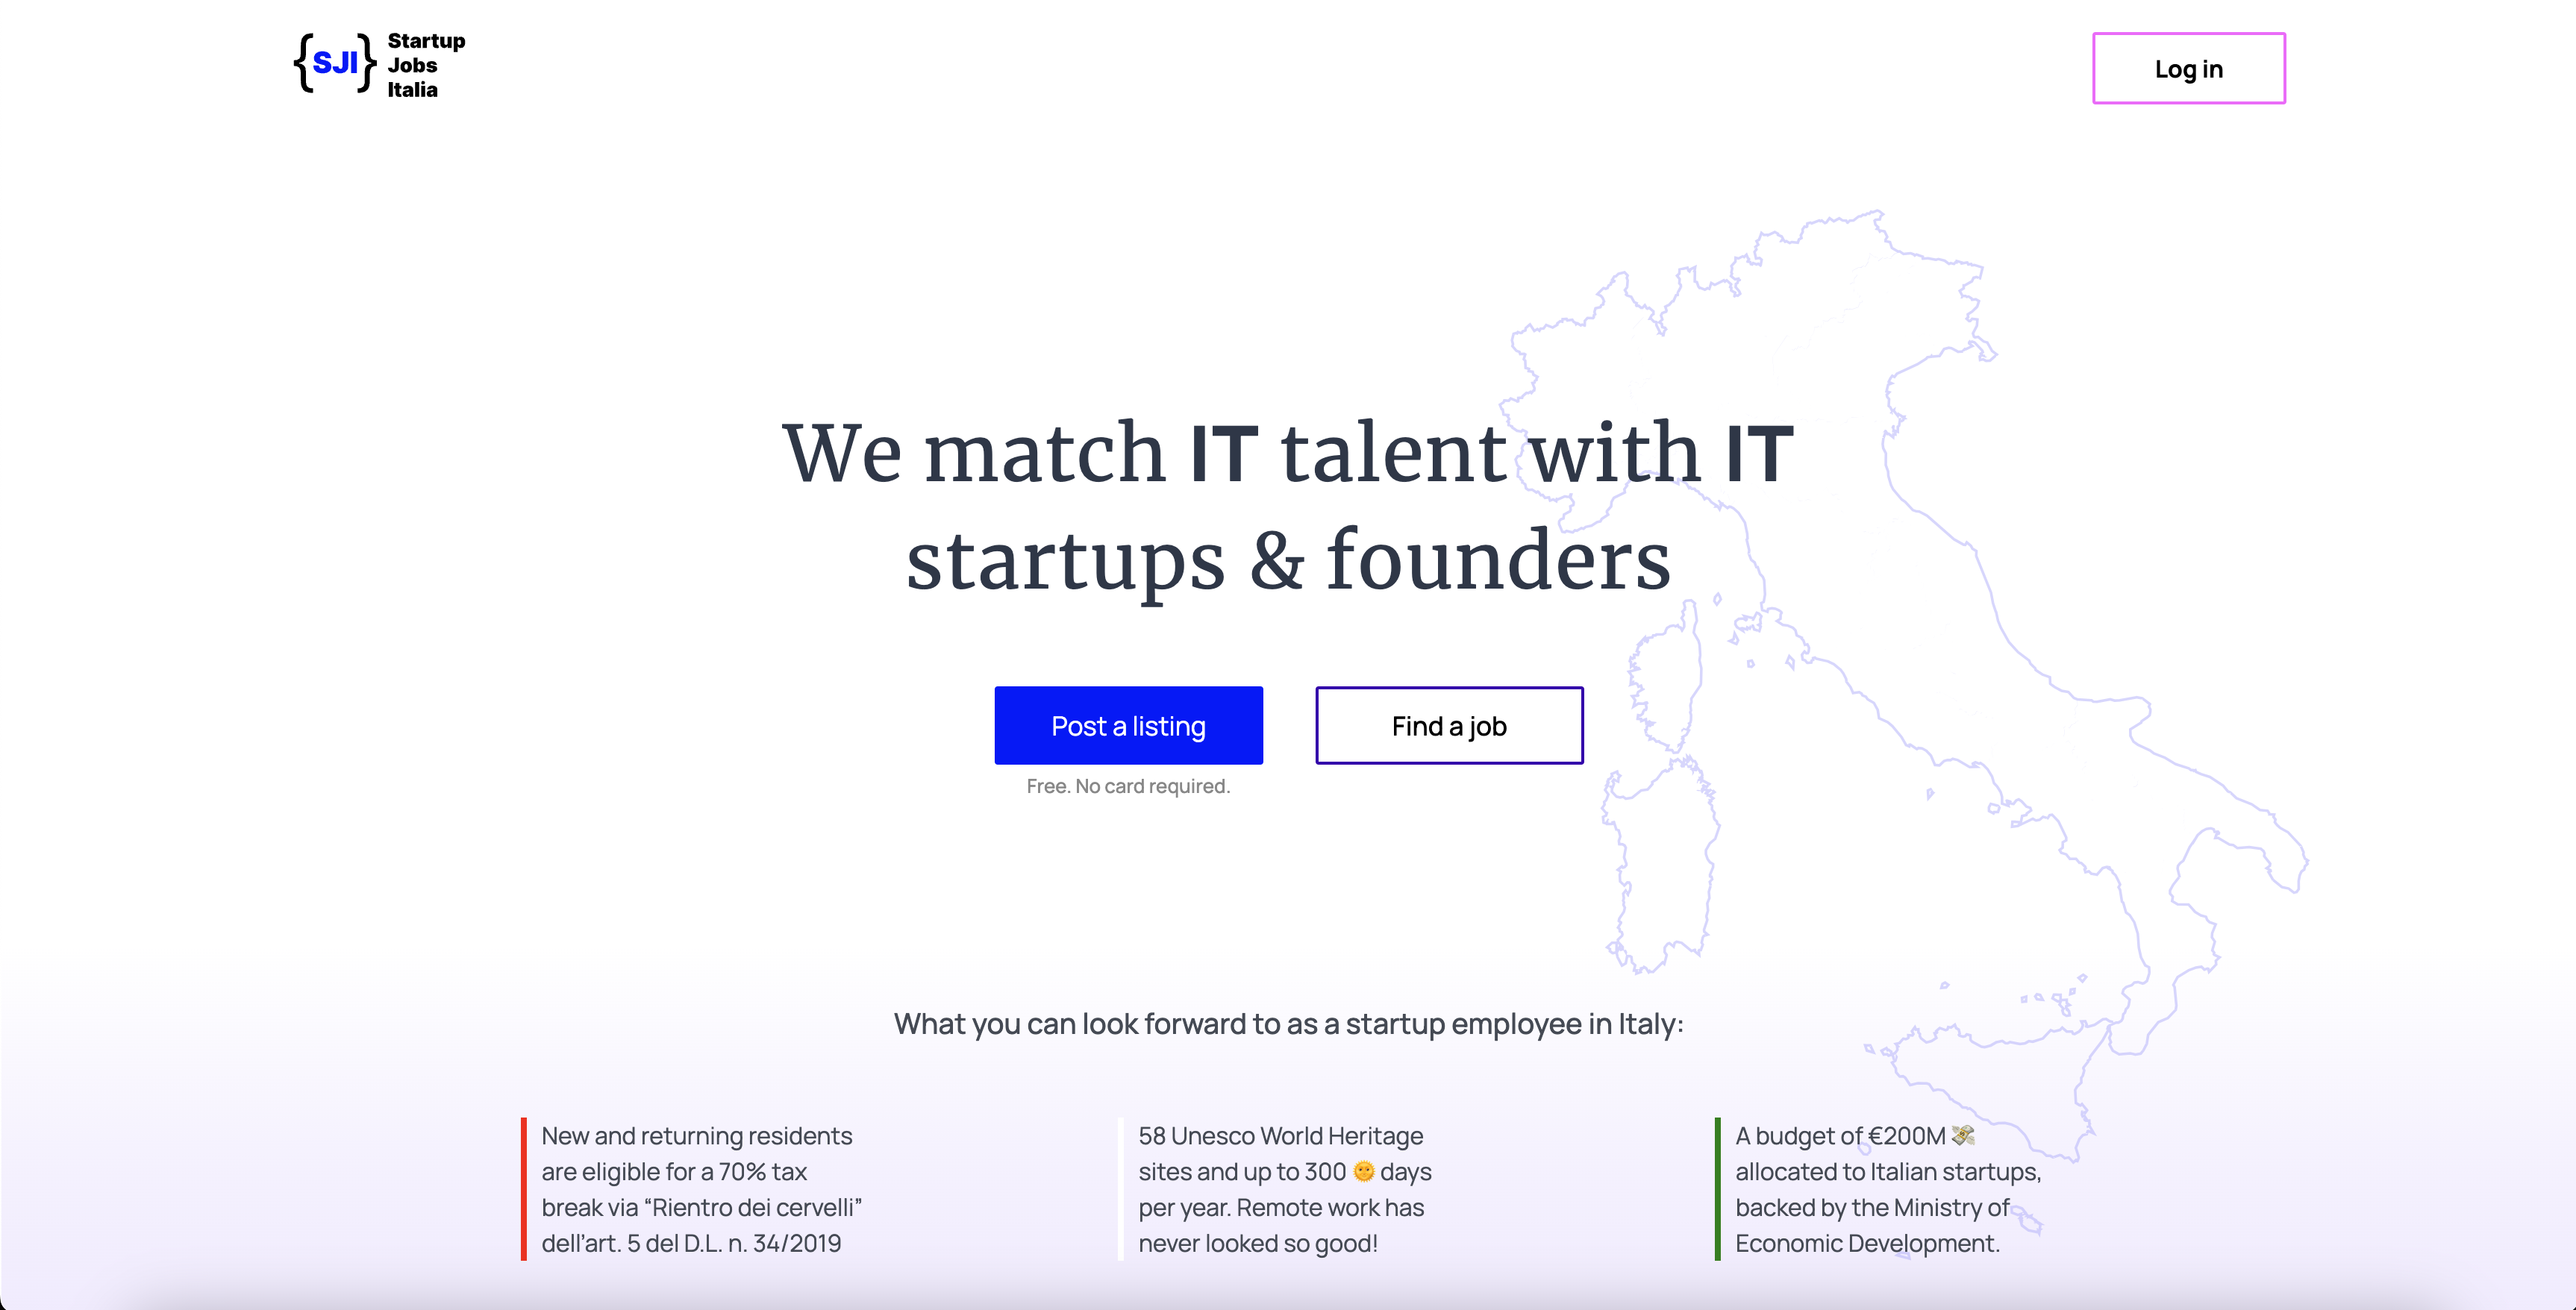 {SJI}
Startup
Jobs
Italia
Log in
We match IT talent with IT
startups & founders
Post a listing
Find a job
Free. No card required.
What you can look forward to as a startup employee in Italy:
New and returning residents
are eligible for a 70% tax
break via “Rientro dei cervelli”
dell’art. 5 del D.L. n. 34/2019
58 Unesco World Heritage
sites and up to 300 🌞 days
per year. Remote work has
never looked so good!
A budget of €200M 💸
allocated to Italian startups,
backed by the Ministry of
Economic Development.